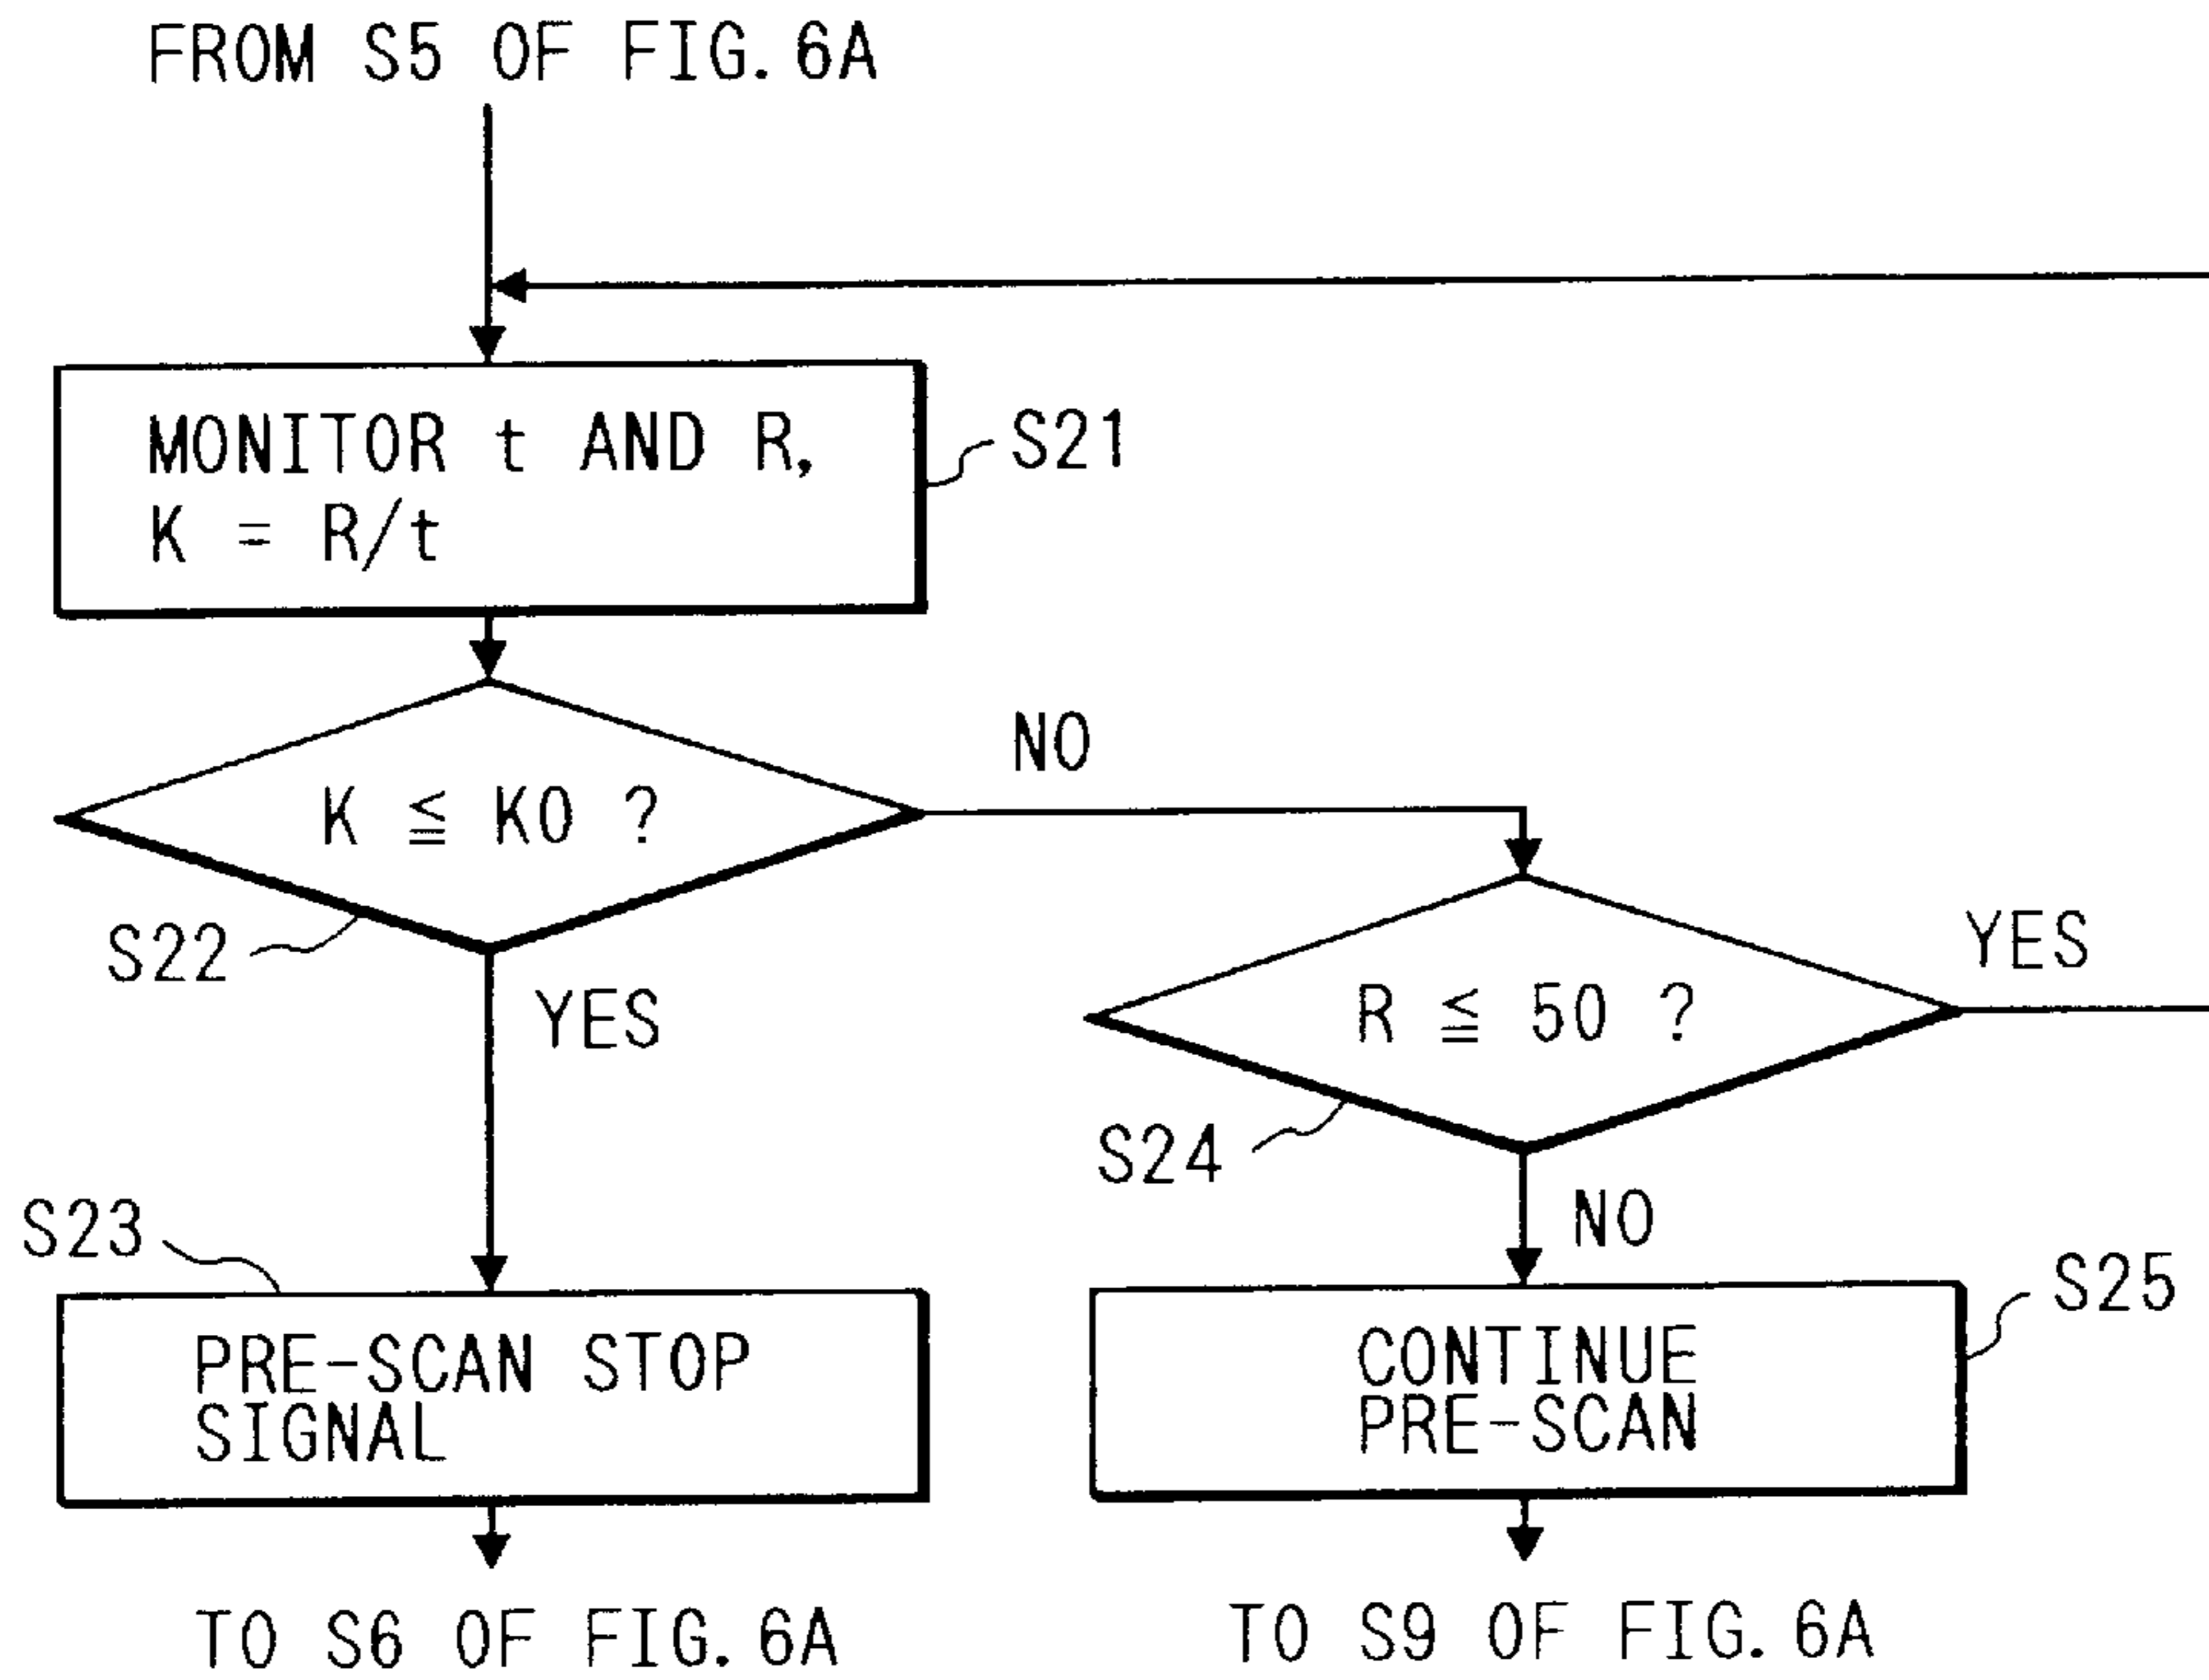 FROM S5 OF FIG. 6A
MONITOR t AND R,
K = R/t
S21
K ≦ K0 ?
NO
S22
YES
R ≦ 50 ?
YES
S24
NO
S23
PRE-SCAN STOP
SIGNAL
S25
CONTINUE
PRE-SCAN
TO S6 OF FIG. 6A
TO S9 OF FIG. 6A